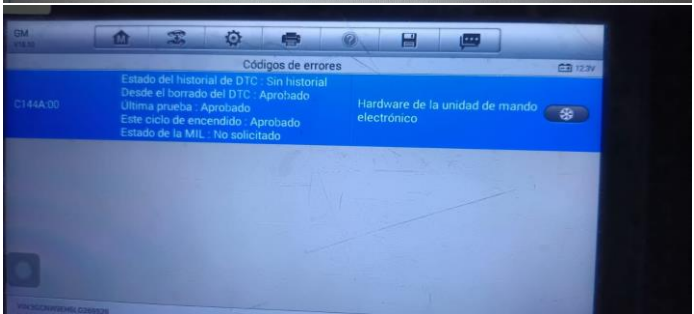 GM
Códigos de errores
12.3V
C144A:00
Estado del historial de DTC : Sin historial
Desde el borrado del DTC : Aprobado
Última prueba : Aprobado
Este ciclo de encendido : Aprobado
Estado de la MIL : No solicitado
Hardware de la unidad de mando
electrónico